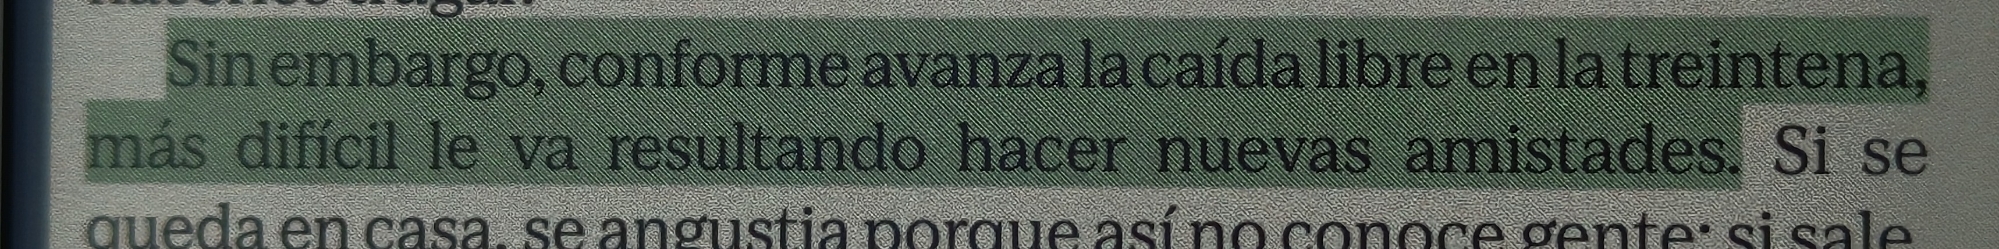 Sin embargo, conforme avanza la caída libre en la treintena,
más difícil le va resultando hacer nuevas amistades. Si se
queda en casa, se angustia porque así no conoce gente; si sale,